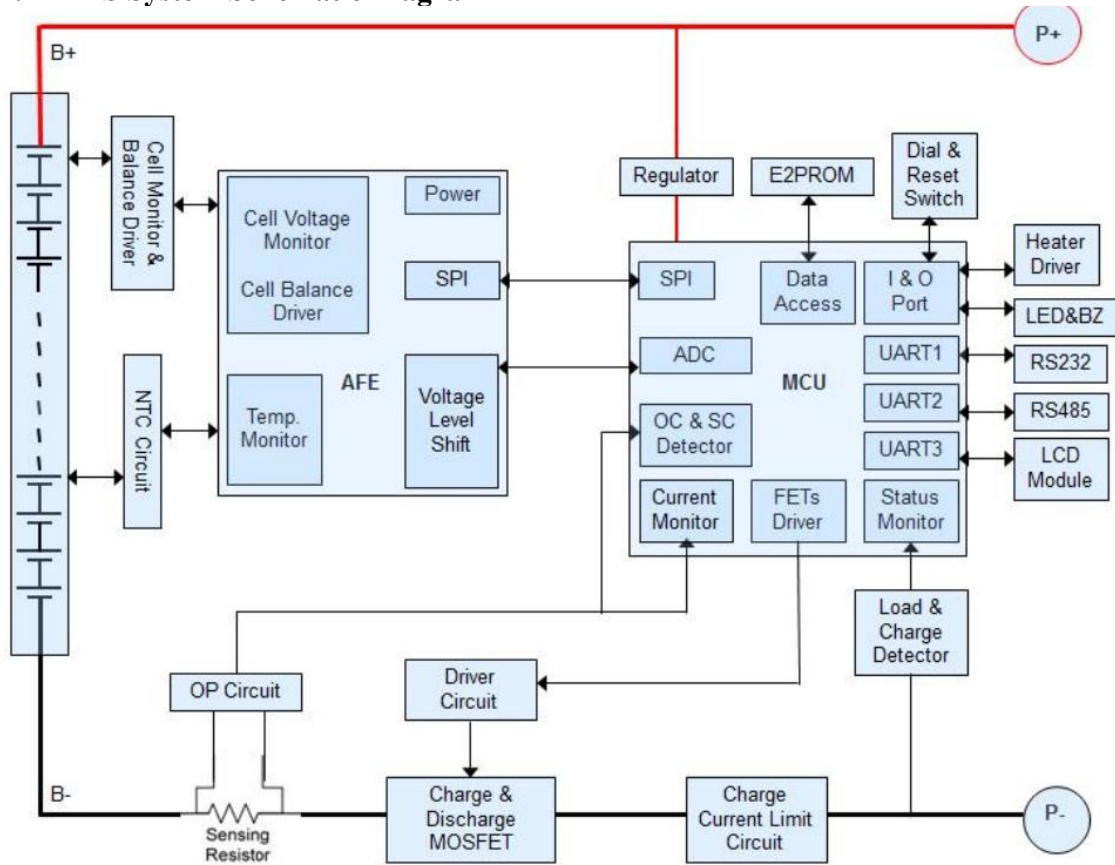 B+
P+
Cell Monitor &
Balance Driver
Regulator
E2PROM
Dial &
Reset
Switch
Cell Voltage
Monitor
Cell Balance
Driver
Power
SPI
AFE
Temp.
Monitor
Voltage
Level
Shift
NTC Circuit
SPI
Data
Access
I & O
Port
ADC
MCU
UART1
UART2
UART3
OC & SC
Detector
Current
Monitor
FETs
Driver
Status
Monitor
Heater
Driver
LED&BZ
RS232
RS485
LCD
Module
Load &
Charge
Detector
OP Circuit
Driver
Circuit
B-
Sensing
Resistor
Charge &
Discharge
MOSFET
Charge
Current Limit
Circuit
P-